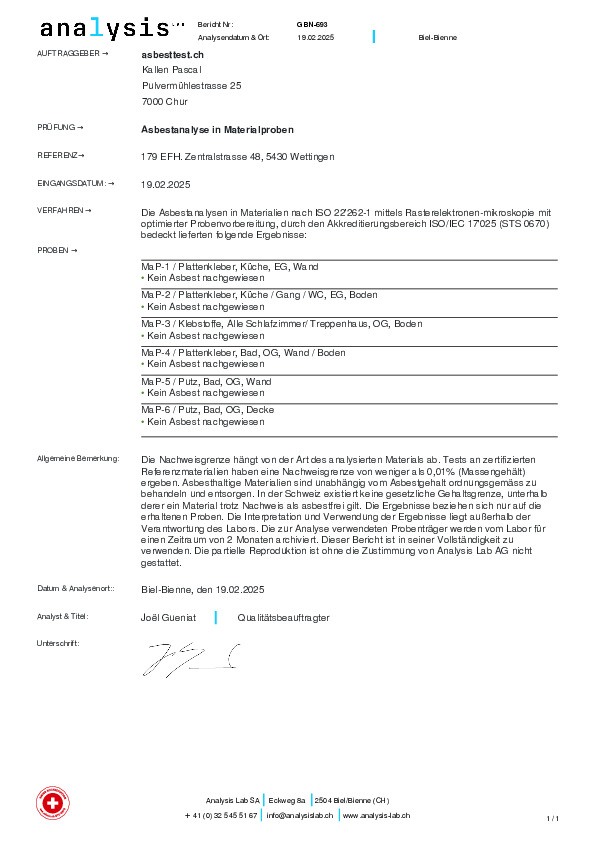 analysis
Bericht Nr: GBN-693
Analysendatum & Ort: 19.02.2025 Biel-Bienne
AUFTRAGGEBER → asbesttest.ch
Kallen Pascal
Pulvermühlestrasse 25
7000 Chur
PRÜFUNG → Asbestanalyse in Materialproben
REFERENZ→ 179 EFH. Zentralstrasse 48, 5430 Wettingen
EINGANGSDATUM: → 19.02.2025
VERFAHREN → Die Asbestanalysen in Materialien nach ISO 22'262-1 mittels Rasterelektronen-mikroskopie mit
optimierter Probenvorbereitung, durch den Akkreditierungsbereich ISO/IEC 17025 (STS 0670)
bedeckt lieferten folgende Ergebnisse:
PROBEN →
MaP-1 / Plattenkleber, Küche, EG, Wand
• Kein Asbest nachgewiesen
MaP-2 / Plattenkleber, Küche / Gang / WC, EG, Boden
• Kein Asbest nachgewiesen
MaP-3 / Klebstoffe, Alle Schlafzimmer/ Treppenhaus, OG, Boden
• Kein Asbest nachgewiesen
MaP-4 / Plattenkleber, Bad, OG, Wand / Boden
• Kein Asbest nachgewiesen
MaP-5 / Putz, Bad, OG, Wand
• Kein Asbest nachgewiesen
MaP-6 / Putz, Bad, OG, Decke
• Kein Asbest nachgewiesen
Allgemeine Bemerkung: Die Nachweisgrenze hängt von der Art des analysierten Materials ab. Tests an zertifizierten
Referenzmaterialien haben eine Nachweisgrenze von weniger als 0,01% (Massengehält)
ergeben. Asbesthaltige Materialien sind unabhängig vom Asbestgehalt ordnungsgemäss zu
behandeln und entsorgen. In der Schweiz existiert keine gesetzliche Gehaltsgrenze, unterhalb
derer ein Material trotz Nachweis als asbestfrei gilt. Die Ergebnisse beziehen sich nur auf die
erhaltenen Proben. Die Interpretation und Verwendung der Ergebnisse liegt außerhalb der
Verantwortung des Labors. Die zur Analyse verwendeten Probenträger werden vom Labor für
einen Zeitraum von 2 Monaten archiviert. Dieser Bericht ist in seiner Vollständigkeit zu
verwenden. Die partielle Reproduktion ist ohne die Zustimmung von Analysis Lab AG nicht
gestattet.
Datum & Analysenort:: Biel-Bienne, den 19.02.2025
Analyst & Titel: Joël Gueniat Qualitätsbeauftragter
Unterschrift:
Analysis Lab SA Eckweg 8a 2504 Biel/Bienne (CH)
+ 41 (0) 32 545 51 67 info@analysislab.ch www.analysis-lab.ch
1 / 1